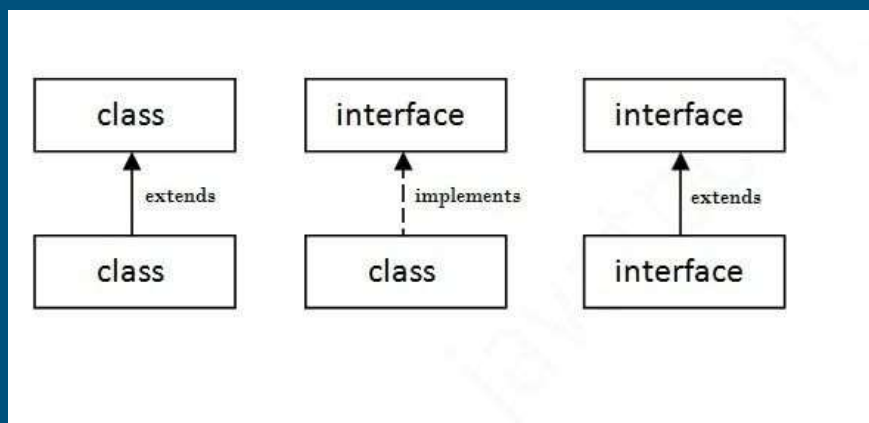 class interface interface
extends implements extends
class class interface